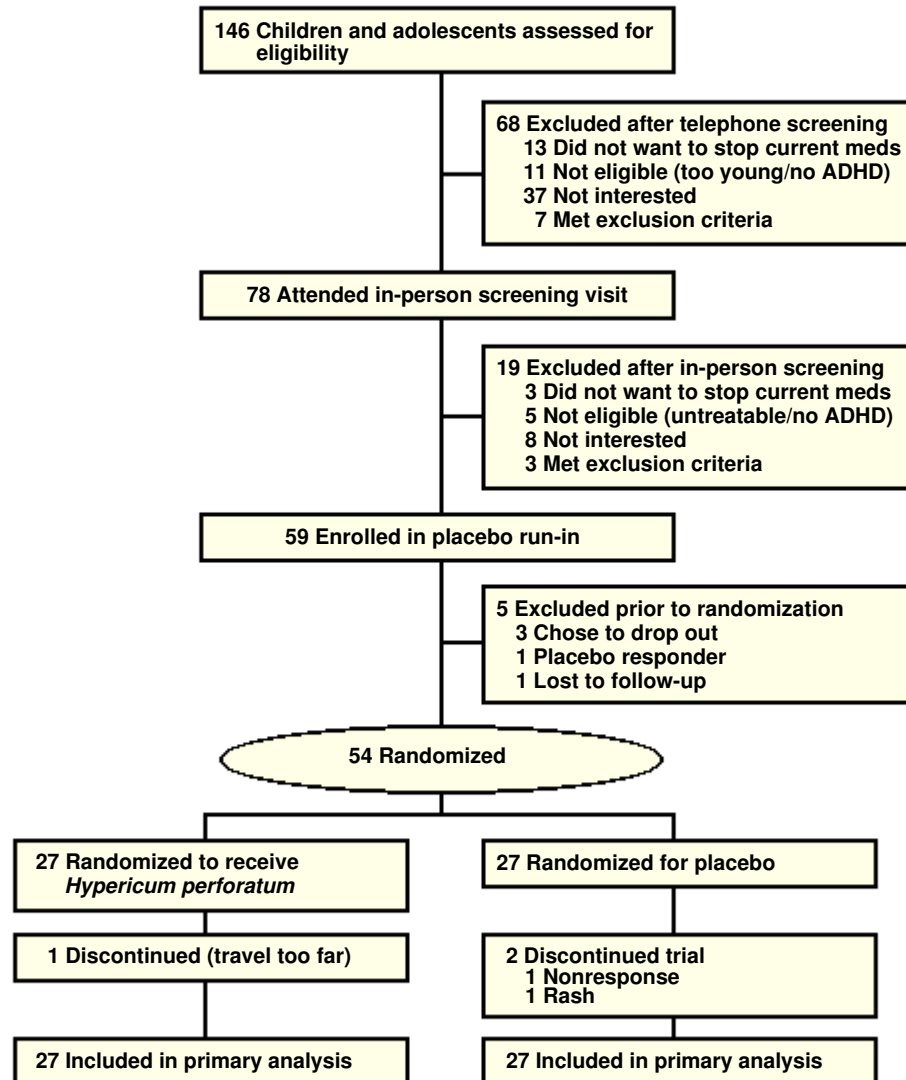 146 Children and adolescents assessed for
eligibility
68 Excluded after telephone screening
13 Did not want to stop current meds
11 Not eligible (too young/no ADHD)
37 Not interested
7 Met exclusion criteria
78 Attended in-person screening visit
19 Excluded after in-person screening
3 Did not want to stop current meds
5 Not eligible (untreatable/no ADHD)
8 Not interested
3 Met exclusion criteria
59 Enrolled in placebo run-in
5 Excluded prior to randomization
3 Chose to drop out
1 Placebo responder
1 Lost to follow-up
54 Randomized
27 Randomized to receive
Hypericum perforatum
27 Randomized for placebo
1 Discontinued (travel too far)
2 Discontinued trial
1 Nonresponse
1 Rash
27 Included in primary analysis
27 Included in primary analysis